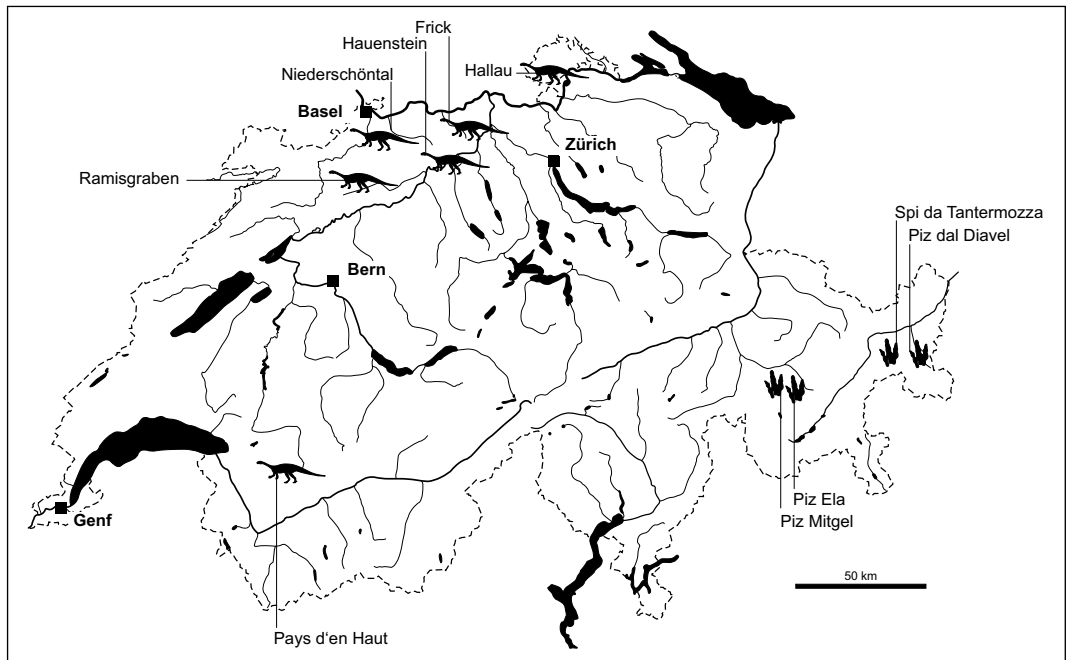 Frick
Hauenstein
Hallau
Niederschöntal
Basel
Zürich
Ramisgraben
Spi da Tantermozza
Piz dal Diavel
Bern
Piz Ela
Genf
Piz Mitgel
50 km
Pays d‘en Haut